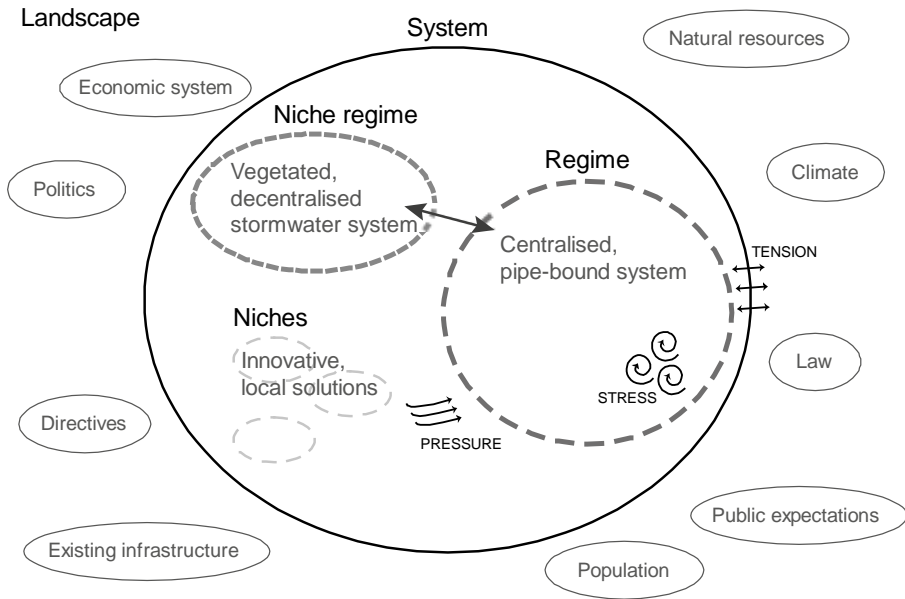 Landscape
System
Natural resources
Economic system
Niche regime
Regime
Politics
Vegetated,
decentralised
stormwater system
Climate
Centralised,
pipe-bound system
TENSION
Niches
Innovative,
local solutions
Law
STRESS
Directives
PRESSURE
Public expectations
Existing infrastructure
Population